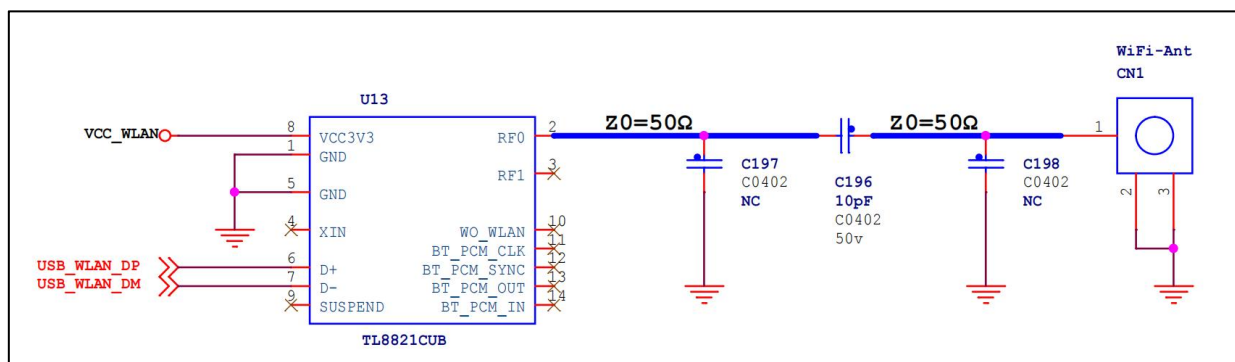 WiFi-Ant
CN1
U13
VCC_WLAN
8
VCC3V3
RF0
2
Z0=50Ω
Z0=50Ω
1
1
GND
RF1
3
C197
C0402
NC
C196
10pF
C0402
50v
C198
C0402
NC
2
3
5
GND
4
XIN
WO_WLAN
10
BT_PCM_CLK
11
USB_WLAN_DP
6
D+
BT_PCM_SYNC
12
USB_WLAN_DM
7
D-
BT_PCM_OUT
13
9
SUSPEND
BT_PCM_IN
14
TL8821CUB